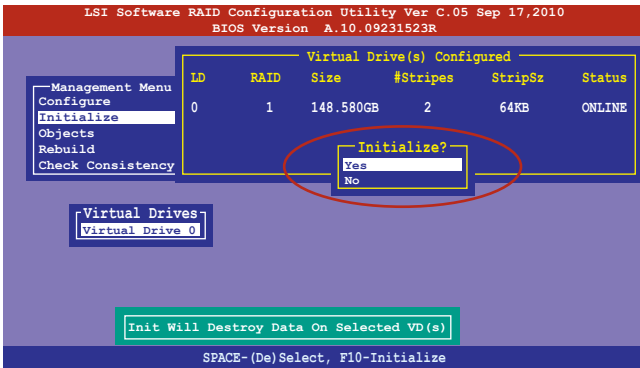 LSI Software RAID Configuration Utility Ver C.05 Sep 17,2010
BIOS Version A.10.09231523R
Virtual Drive(s) Configured
LD RAID Size #Stripes StripSz Status
0 1 148.580GB 2 64KB ONLINE
Management Menu
Configure
Initialize
Objects
Rebuild
Check Consistency
Initialize?
Yes
No
Virtual Drives
Virtual Drive 0
Init Will Destroy Data On Selected VD(s)
SPACE-(De)Select, F10-Initialize